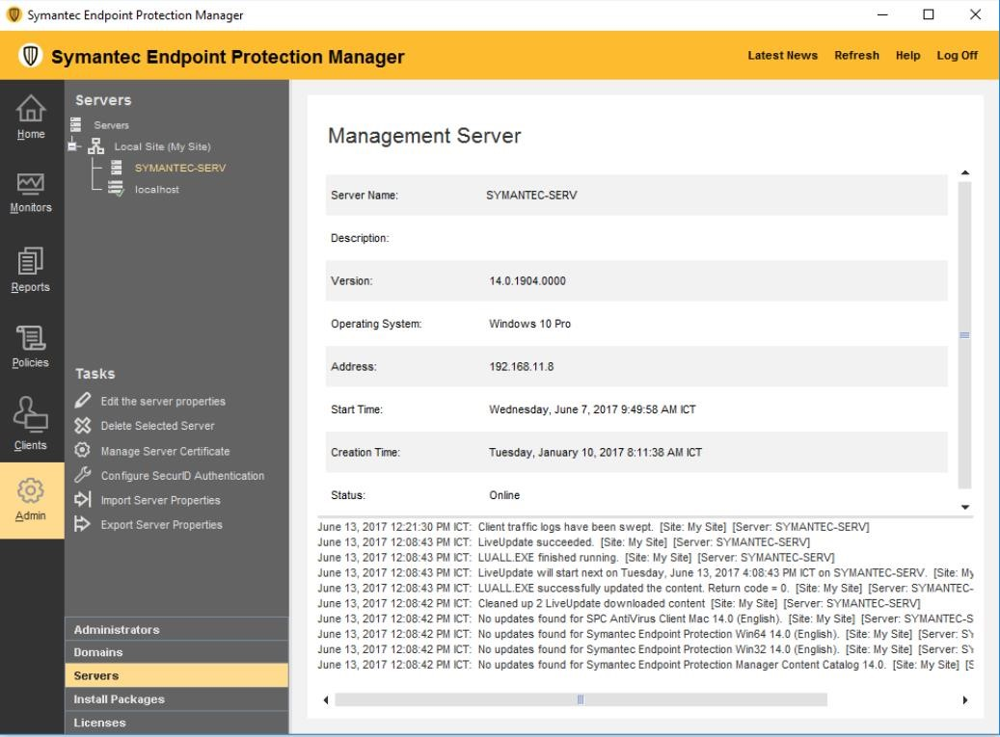 Symantec Endpoint Protection Manager
Symantec Endpoint Protection Manager
Latest News Refresh Help Log Off
Home
Monitors
Reports
Policies
Clients
Admin
Servers
Servers
Local Site (My Site)
SYMANTEC-SERV
localhost
Tasks
Edit the server properties
Delete Selected Server
Manage Server Certificate
Configure SecurID Authentication
Import Server Properties
Export Server Properties
Administrators
Domains
Servers
Install Packages
Licenses
Management Server
Server Name: SYMANTEC-SERV
Description:
Version: 14.0.1904.0000
Operating System: Windows 10 Pro
Address: 192.168.11.8
Start Time: Wednesday, June 7, 2017 9:49:58 AM ICT
Creation Time: Tuesday, January 10, 2017 8:11:38 AM ICT
Status: Online
June 13, 2017 12:21:30 PM ICT: Client traffic logs have been swept. [Site: My Site] [Server: SYMANTEC-SERV]
June 13, 2017 12:08:43 PM ICT: LiveUpdate succeeded. [Site: My Site] [Server: SYMANTEC-SERV]
June 13, 2017 12:08:43 PM ICT: LUALL.EXE finished running. [Site: My Site] [Server: SYMANTEC-SERV]
June 13, 2017 12:08:43 PM ICT: LiveUpdate will start next on Tuesday, June 13, 2017 4:08:43 PM ICT on SYMANTEC-SERV. [Site: My
June 13, 2017 12:08:43 PM ICT: LUALL.EXE successfully updated the content. Return code = 0. [Site: My Site] [Server: SYMANTEC-
June 13, 2017 12:08:42 PM ICT: Cleaned up 2 LiveUpdate downloaded content [Site: My Site] [Server: SYMANTEC-SERV]
June 13, 2017 12:08:42 PM ICT: No updates found for SPC AntiVirus Client Mac 14.0 (English). [Site: My Site] [Server: SYMANTEC-S
June 13, 2017 12:08:42 PM ICT: No updates found for Symantec Endpoint Protection Win64 14.0 (English). [Site: My Site] [Server: SY
June 13, 2017 12:08:42 PM ICT: No updates found for Symantec Endpoint Protection Win32 14.0 (English). [Site: My Site] [Server: SY
June 13, 2017 12:08:42 PM ICT: No updates found for Symantec Endpoint Protection Manager Content Catalog 14.0. [Site: My Site] [S